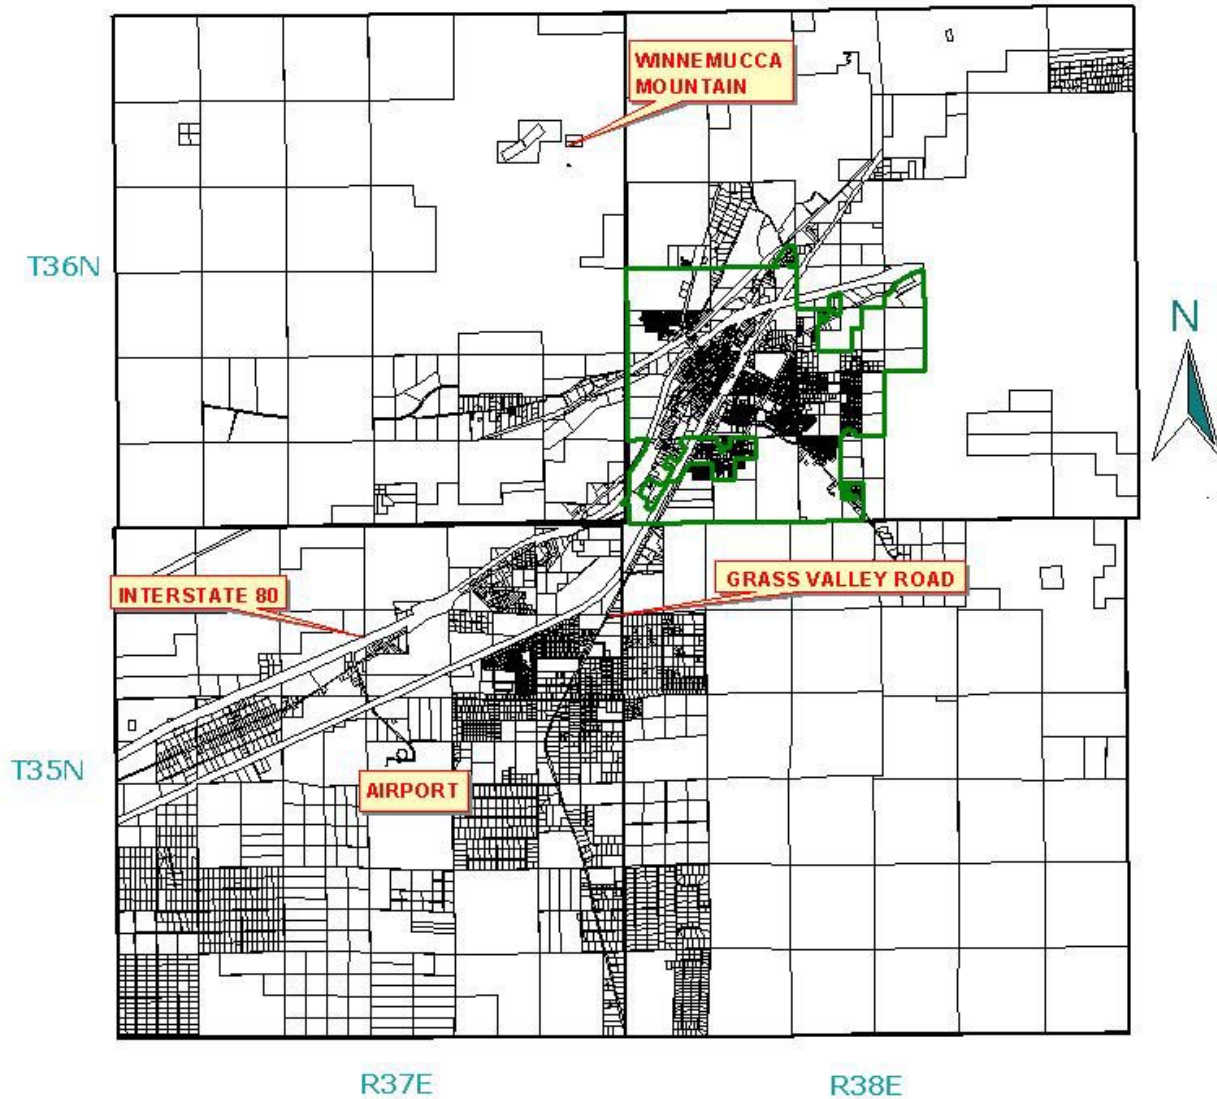 WINNEMUCCA
MOUNTAIN
T36N
N
INTERSTATE 80
GRASS VALLEY ROAD
T35N
AIRPORT
R37E
R38E